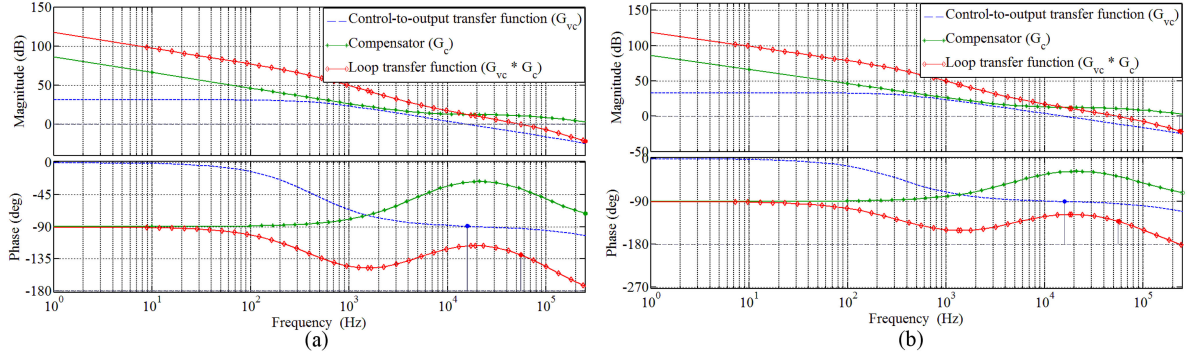 Control-to-output transfer function (Gvc)
Compensator (Gc)
Loop transfer function (Gvc * Gc)
Magnitude (dB)
150
100
50
0
Phase (deg)
0
-45
-90
-135
-180
10^0
10^1
10^2
10^3
10^4
10^5
Frequency (Hz)
(a)
Control-to-output transfer function (Gvc)
Compensator (Gc)
Loop transfer function (Gvc * Gc)
Magnitude (dB)
150
100
50
0
50
Phase (deg)
0
-90
-180
-270
10^0
10^1
10^2
10^3
10^4
10^5
Frequency (Hz)
(b)